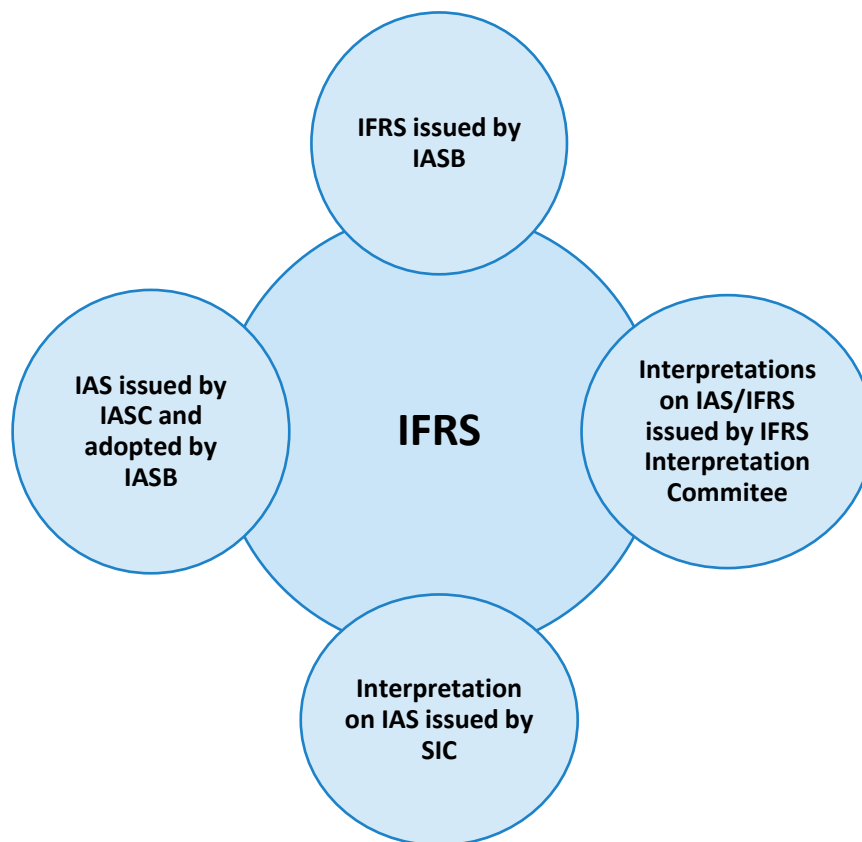 IFRS issued by
IASB
IAS issued by
IASC and
adopted by
IASB
IFRS
Interpretations
on IAS/IFRS
issued by IFRS
Interpretation
Commitee
Interpretation
on IAS issued by
SIC